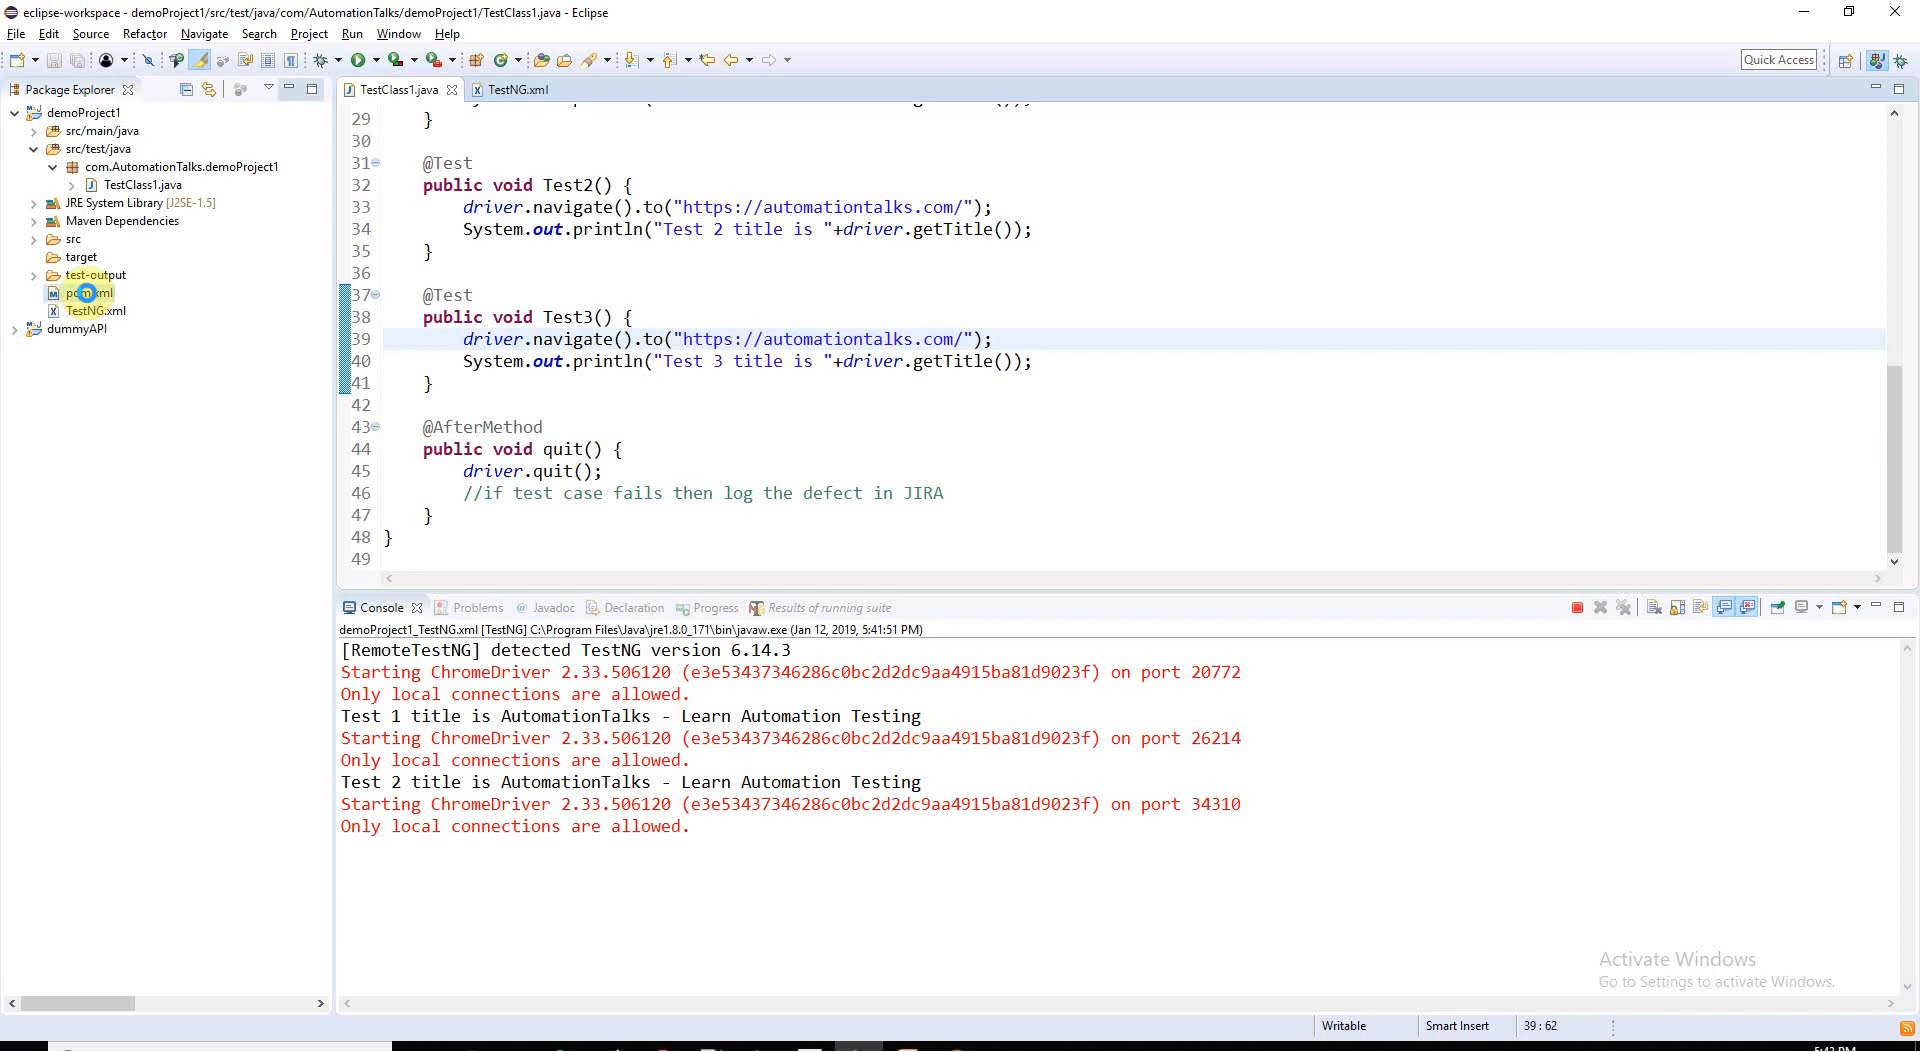 eclipse-workspace - demoProject1/src/test/java/com/AutomationTalks/demoProject1/TestClass1.java - Eclipse
File Edit Source Refactor Navigate Search Project Run Window Help
Quick Access
Package Explorer
demoProject1
src/main/java
src/test/java
com.AutomationTalks.demoProject1
TestClass1.java
JRE System Library [J2SE-1.5]
Maven Dependencies
src
target
test-output
pom.xml
TestNG.xml
dummyAPI
TestClass1.java TestNG.xml
29 }
30
31 @Test
32 public void Test2() {
33 driver.navigate().to("https://automationtalks.com/");
34 System.out.println("Test 2 title is "+driver.getTitle());
35 }
36
37 @Test
38 public void Test3() {
39 driver.navigate().to("https://automationtalks.com/");
40 System.out.println("Test 3 title is "+driver.getTitle());
41 }
42
43 @AfterMethod
44 public void quit() {
45 driver.quit();
46 //if test case fails then log the defect in JIRA
47 }
48 }
49
Console Problems @ Javadoc Declaration Progress Results of running suite
demoProject1_TestNG.xml [TestNG] C:\Program Files\Java\jre1.8.0_171\bin\javaw.exe (Jan 12, 2019, 5:41:51 PM)
[RemoteTestNG] detected TestNG version 6.14.3
Starting ChromeDriver 2.33.506120 (e3e53437346286c0bc2d2dc9aa4915ba81d9023f) on port 20772
Only local connections are allowed.
Test 1 title is AutomationTalks - Learn Automation Testing
Starting ChromeDriver 2.33.506120 (e3e53437346286c0bc2d2dc9aa4915ba81d9023f) on port 26214
Only local connections are allowed.
Test 2 title is AutomationTalks - Learn Automation Testing
Starting ChromeDriver 2.33.506120 (e3e53437346286c0bc2d2dc9aa4915ba81d9023f) on port 34310
Only local connections are allowed.
Activate Windows
Go to Settings to activate Windows.
Writable Smart Insert 39 : 62